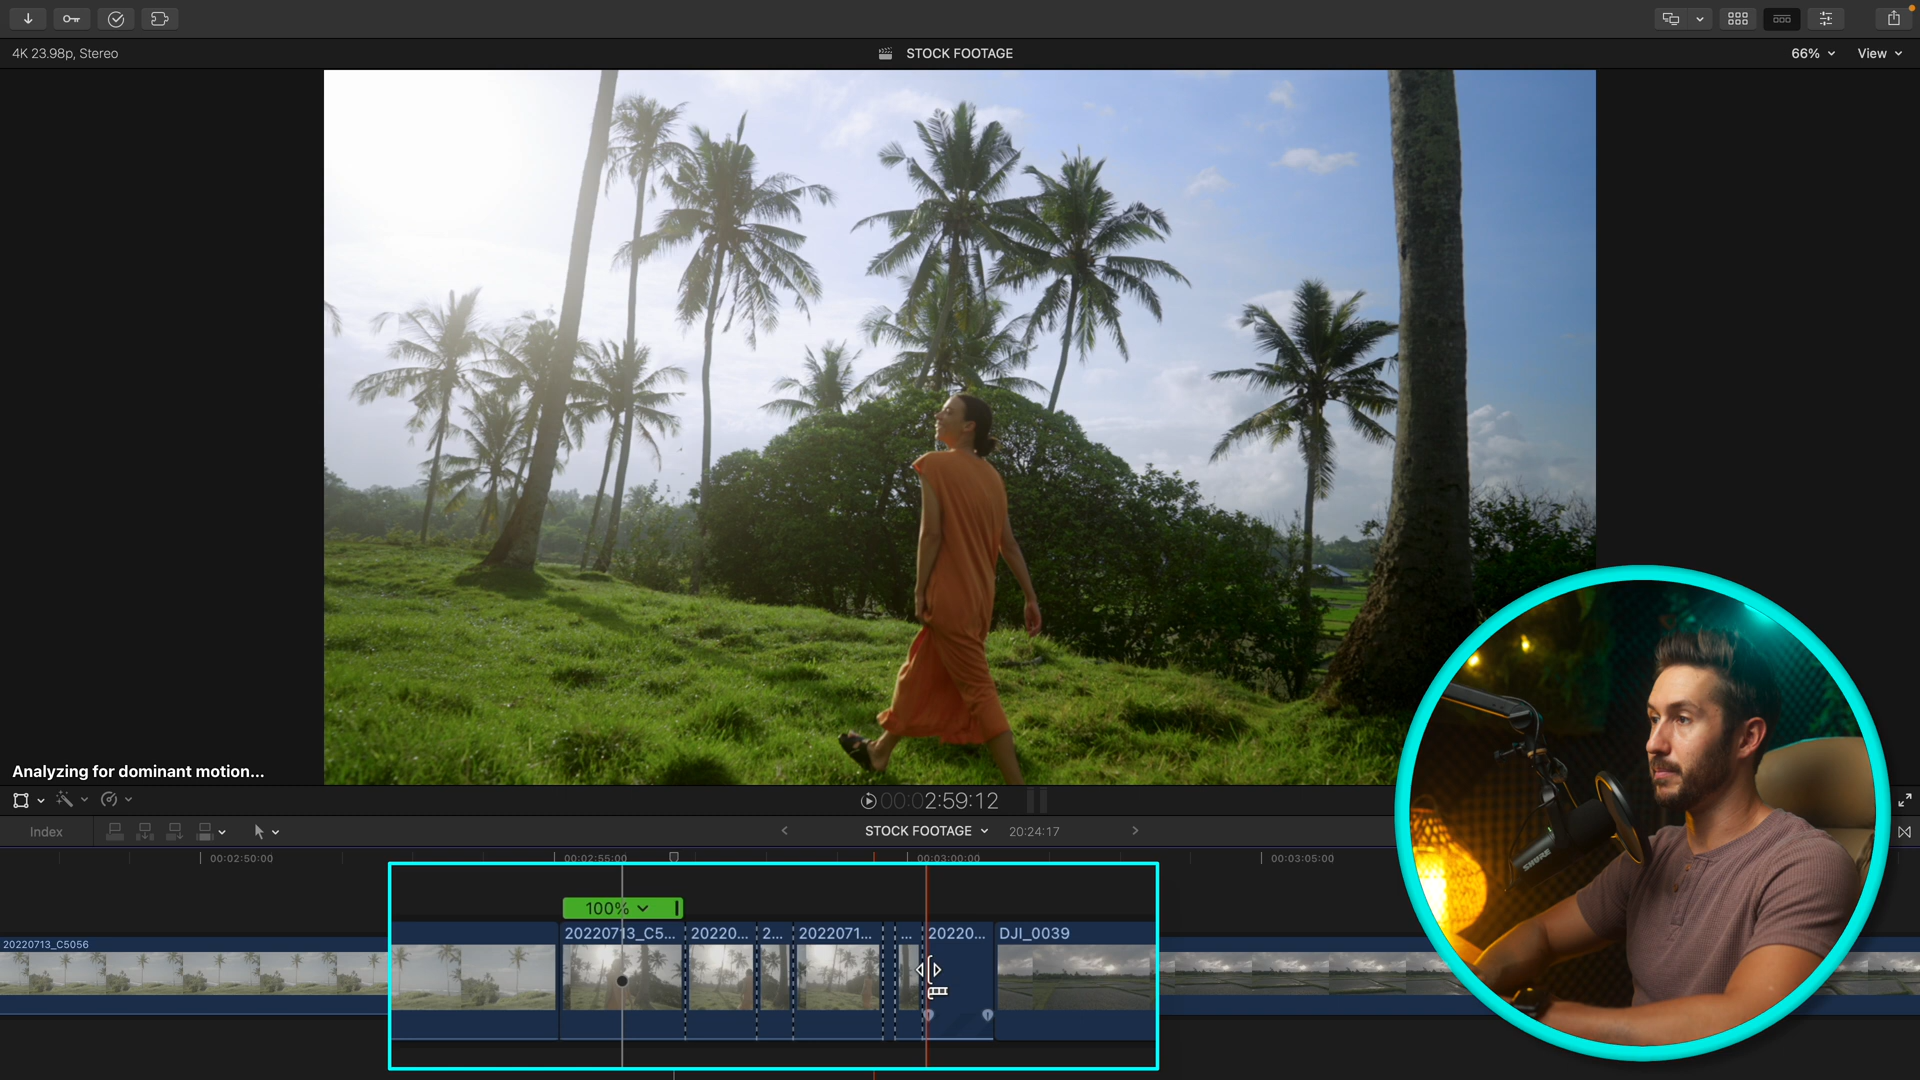 4K 23.98p, Stereo
STOCK FOOTAGE
66%
View
Analyzing for dominant motion...
00:02:59:12
Index
STOCK FOOTAGE
20:24:17
00:02:50:00
00:02:55:00
00:03:00:00
00:03:05:00
100%
20220713_C5056
20220713_C5...
20220...
2...
2022071...
...
20220...
DJI_0039
SHURE